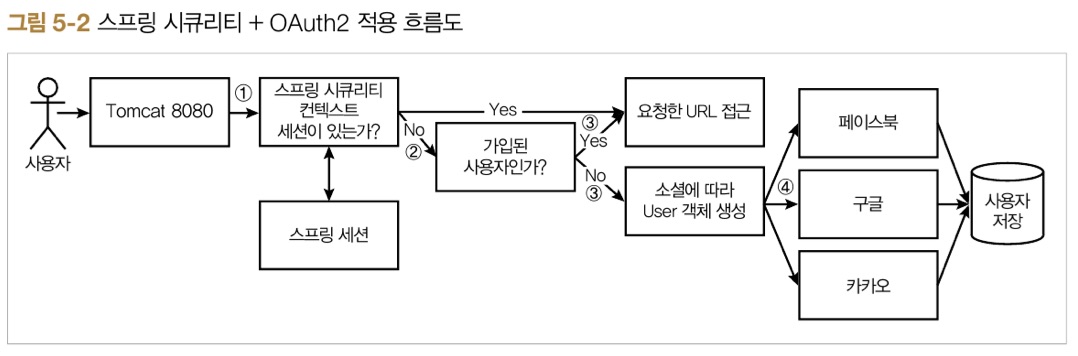 그림 5-2 스프링 시큐리티 + OAuth2 적용 흐름도
사용자
Tomcat 8080
①
스프링 시큐리티
컨텍스트
세션이 있는가?
스프링 세션
Yes
No
②
가입된
사용자인가?
③
Yes
No
③
요청한 URL 접근
소셜에 따라
User 객체 생성
④
페이스북
구글
카카오
사용자
저장